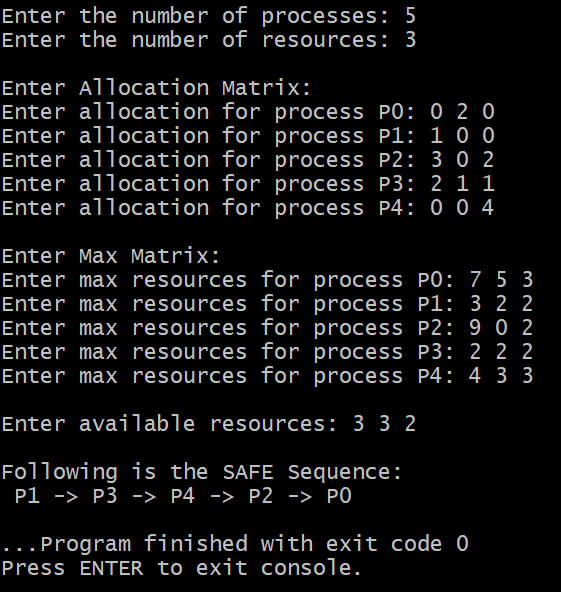 Enter the number of processes: 5
Enter the number of resources: 3
Enter Allocation Matrix:
Enter allocation for process P0: 0 2 0
Enter allocation for process P1: 1 0 0
Enter allocation for process P2: 3 0 2
Enter allocation for process P3: 2 1 1
Enter allocation for process P4: 0 0 4
Enter Max Matrix:
Enter max resources for process P0: 7 5 3
Enter max resources for process P1: 3 2 2
Enter max resources for process P2: 9 0 2
Enter max resources for process P3: 2 2 2
Enter max resources for process P4: 4 3 3
Enter available resources: 3 3 2
Following is the SAFE Sequence:
P1 -> P3 -> P4 -> P2 -> P0
...Program finished with exit code 0
Press ENTER to exit console.